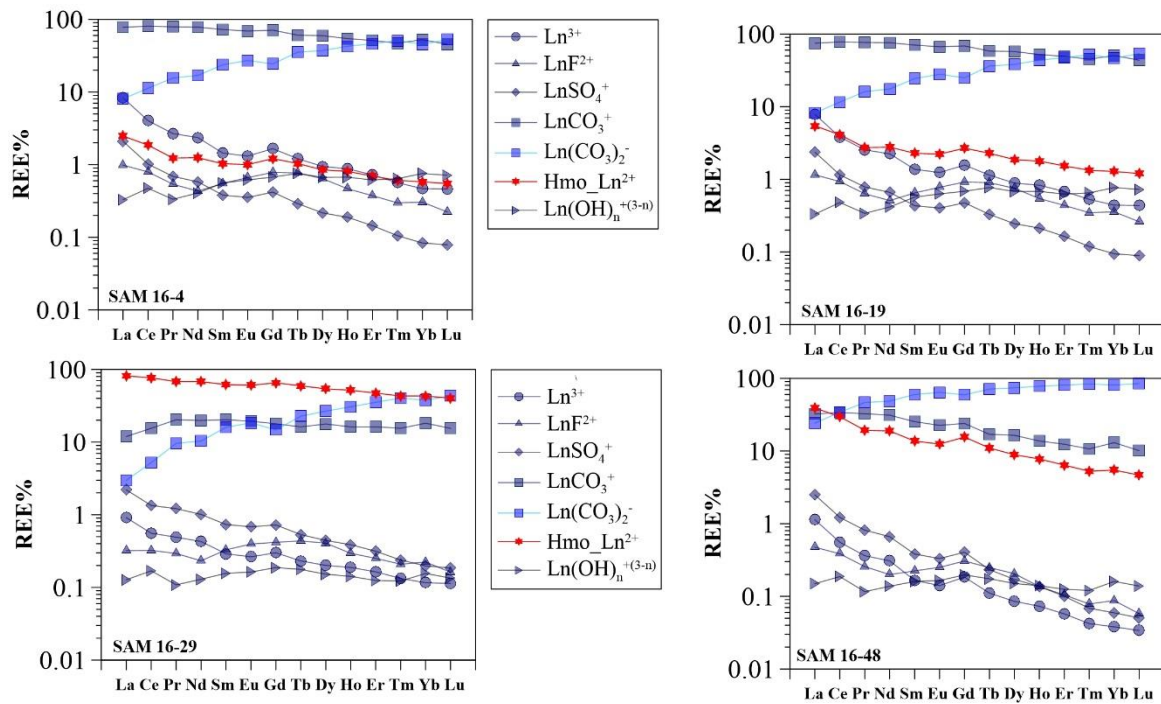 REE%
100
10
1
0.1
0.01
SAM 16-4
La Ce Pr Nd Sm Eu Gd Tb Dy Ho Er Tm Yb Lu
Ln³⁺
LnF²⁺
LnSO₄⁺
LnCO₃⁺
Ln(CO₃)₂⁻
Hmo_Ln²⁺
Ln(OH)ₙ⁺⁽³⁻ⁿ⁾
REE%
100
10
1
0.1
0.01
SAM 16-19
La Ce Pr Nd Sm Eu Gd Tb Dy Ho Er Tm Yb Lu
REE%
100
10
1
0.1
0.01
SAM 16-29
La Ce Pr Nd Sm Eu Gd Tb Dy Ho Er Tm Yb Lu
Ln³⁺
LnF²⁺
LnSO₄⁺
LnCO₃⁺
Ln(CO₃)₂⁻
Hmo_Ln²⁺
Ln(OH)ₙ⁺⁽³⁻ⁿ⁾
REE%
100
10
1
0.1
0.01
SAM 16-48
La Ce Pr Nd Sm Eu Gd Tb Dy Ho Er Tm Yb Lu